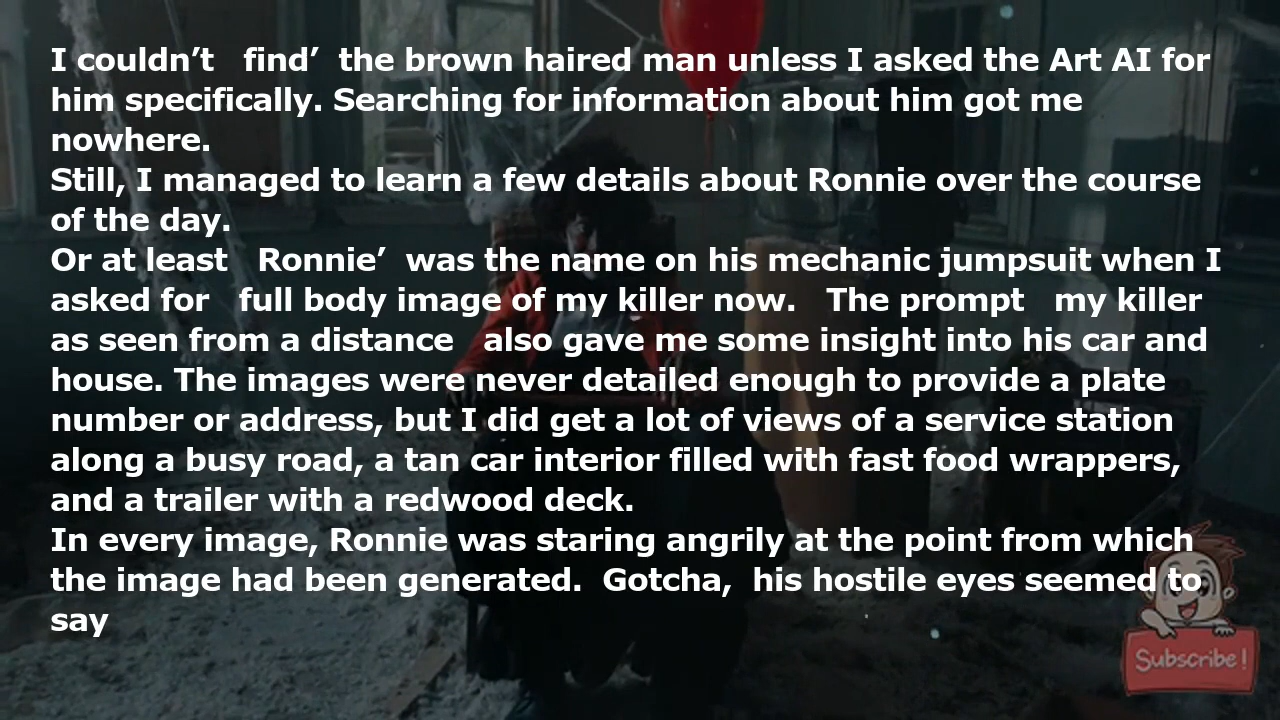 I couldn’t find’ the brown haired man unless I asked the Art AI for
him specifically. Searching for information about him got me
nowhere.
Still, I managed to learn a few details about Ronnie over the course
of the day.
Or at least Ronnie’ was the name on his mechanic jumpsuit when I
asked for full body image of my killer now. The prompt my killer
as seen from a distance also gave me some insight into his car and
house. The images were never detailed enough to provide a plate
number or address, but I did get a lot of views of a service station
along a busy road, a tan car interior filled with fast food wrappers,
and a trailer with a redwood deck.
In every image, Ronnie was staring angrily at the point from which
the image had been generated. Gotcha, his hostile eyes seemed to
say
Subscribe!